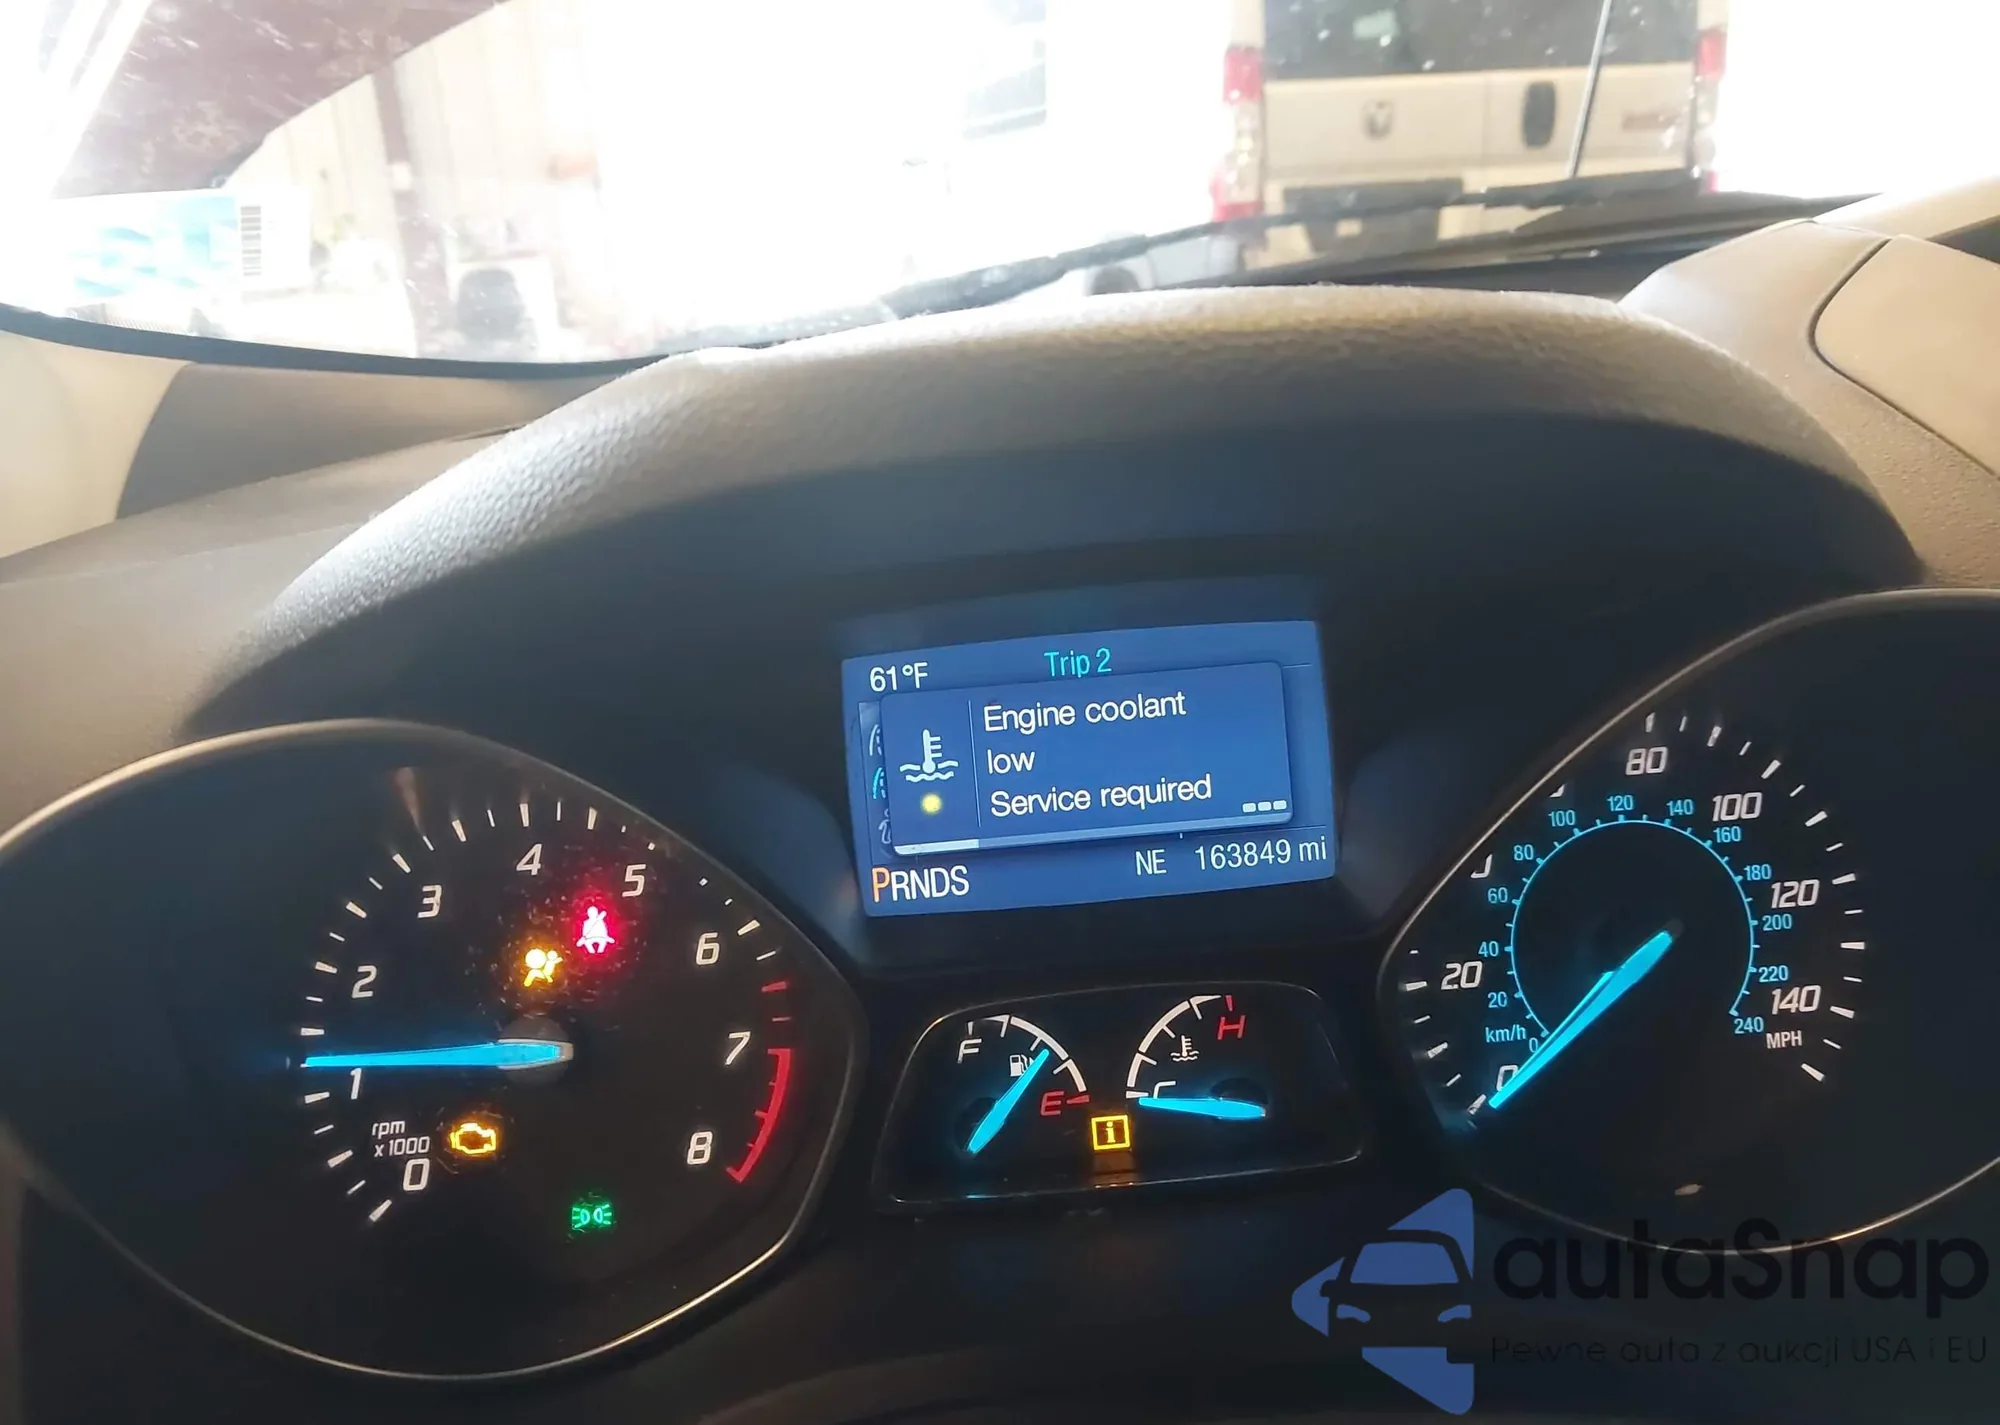 61°F
Trip 2
Engine coolant
low
Service required
PRNDS
NE
163849 mi
0
1
2
3
4
5
6
7
8
rpm
x 1000
F
E
H
C
i
0
20
80
100
120
140
MPH
km/h
0
20
40
60
80
100
120
140
160
180
200
220
240
autaSnap
Pewne auta z aukcji USA i EU